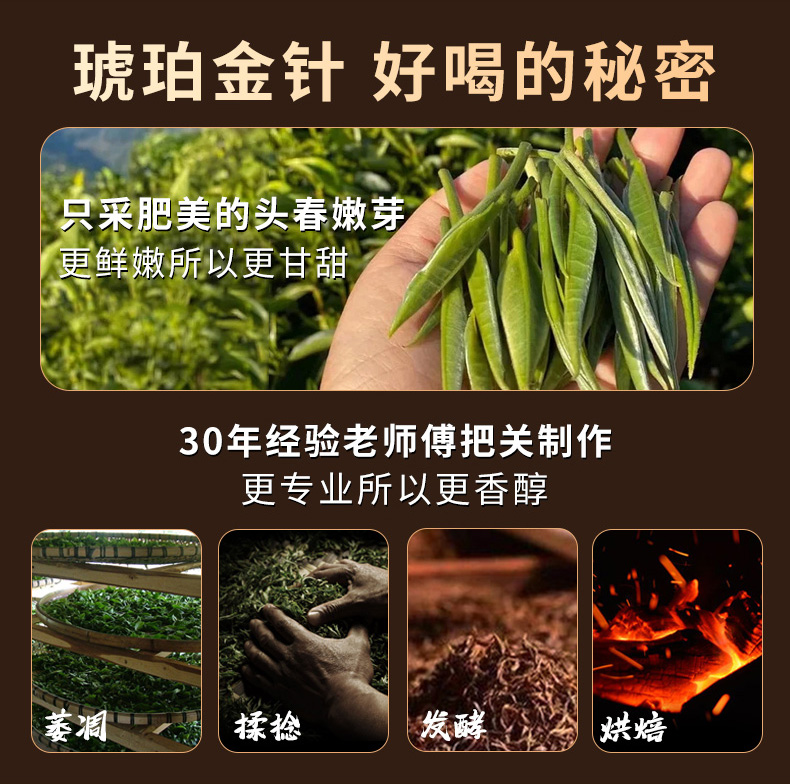 琥珀金针 好喝的秘密
只采肥美的头春嫩芽
更鲜嫩所以更甘甜
30年经验老师傅把关制作
更专业所以更香醇
萎凋
揉捻
发酵
烘焙